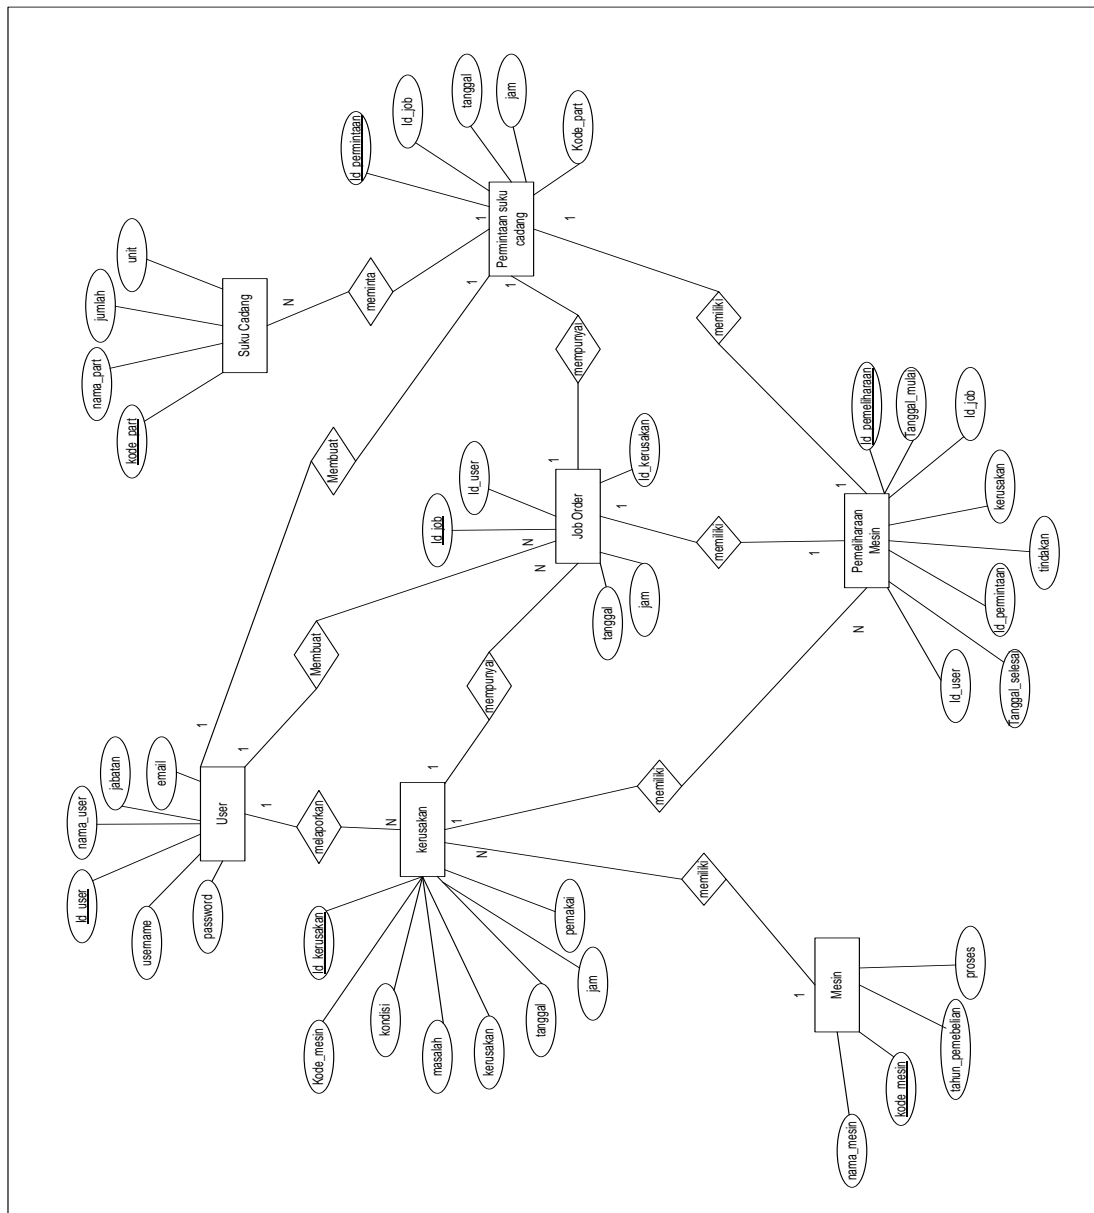 Id_user
nama_user
jabatan
email
username
password
User
kode_part
nama_part
jumlah
unit
Suku Cadang
N
meminta
1
Id_permintaan
Id_job
tanggal
jam
Kode_part
Permintaan suku
cadang
1
Membuat
1
1
Membuat
N
1
melaporkan
N
1
mempunyai
1
Id_job
Id_user
Id_kerusakan
tanggal
jam
Job Order
Id_kerusakan
Kode_mesin
kondisi
masalah
kerusakan
tanggal
jam
pemakai
kerusakan
1
mempunyai
N
1
memiliki
N
1
memiliki
1
1
memiliki
1
N
memiliki
1
Id_pemeliharaan
Tanggal_mulai
Id_job
kerusakan
tindakan
Id_permintaan
Tanggal_selesai
Id_user
Pemeliharaan
Mesin
nama_mesin
kode_mesin
tahun_pemebelian
proses
Mesin